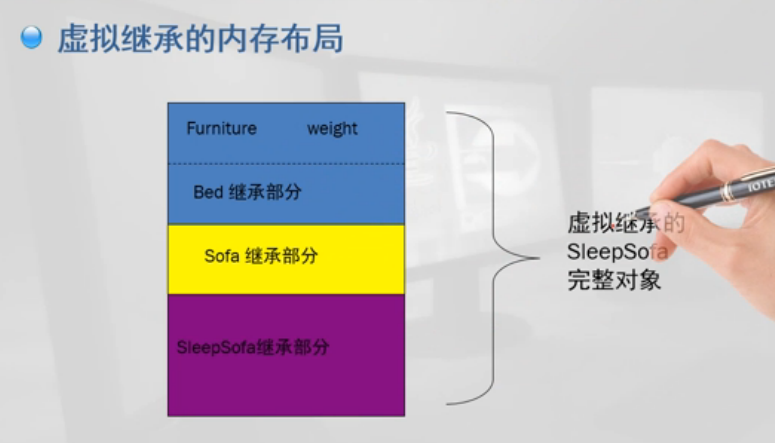 虚拟继承的内存布局
Furniture weight
Bed 继承部分
Sofa 继承部分
SleepSofa继承部分
虚拟继承的
SleepSofa
完整对象